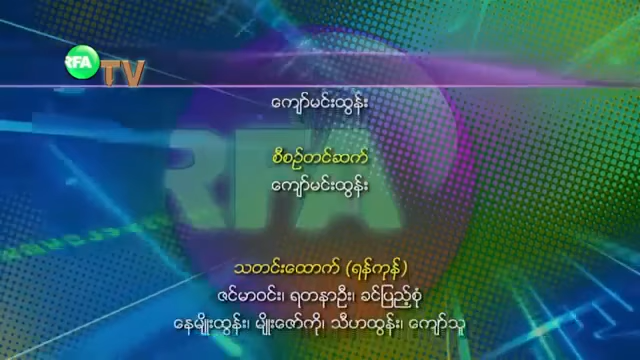 RFA TV
ကျော်မင်းထွန်း
စီစဉ်တင်ဆက်
ကျော်မင်းထွန်း
RFA
သတင်းထောက် (ရန်ကုန်)
ဇင်မာဝင်း၊ ရတနာဦး၊ ခင်ပြည့်စုံ
နေမျိုးထွန်း၊ မျိုးဇော်ကို၊ သီဟထွန်း၊ ကျော်သူ